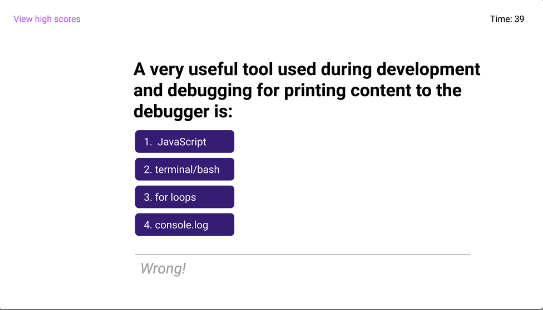 View high scores
Time: 39
A very useful tool used during development
and debugging for printing content to the
debugger is:
1. JavaScript
2. terminal/bash
3. for loops
4. console.log
Wrong!